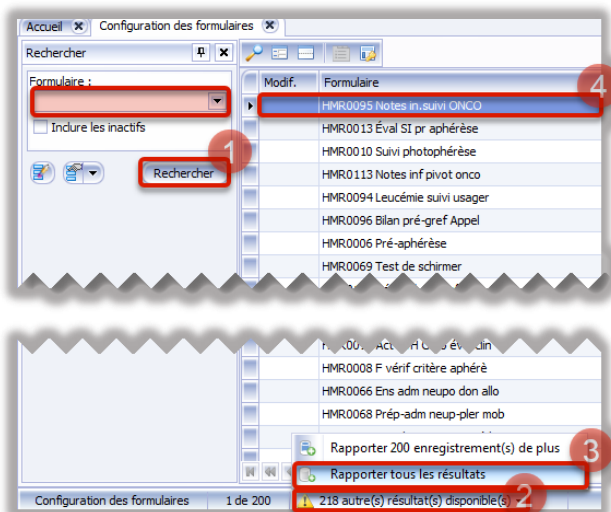 Accueil Configuration des formulaires
Rechercher
Formulaire :
Inclure les inactifs
1
Rechercher
Modif. Formulaire
4
HMR0095 Notes in.suivi ONCO
HMR0013 Éval SI pr aphérèse
HMR0010 Suivi photophérèse
HMR0113 Notes inf pivot onco
HMR0094 Leucémie suivi usager
HMR0096 Bilan pré-gref Appel
HMR0006 Pré-aphérèse
HMR0069 Test de schirmer
HMR0008 F vérif critère aphérè
HMR0066 Ens adm neupo don allo
HMR0068 Prép-adm neup-pler mob
Rapporter 200 enregistrement(s) de plus
3
Rapporter tous les résultats
Configuration des formulaires 1 de 200 218 autre(s) résultat(s) disponible(s) 2